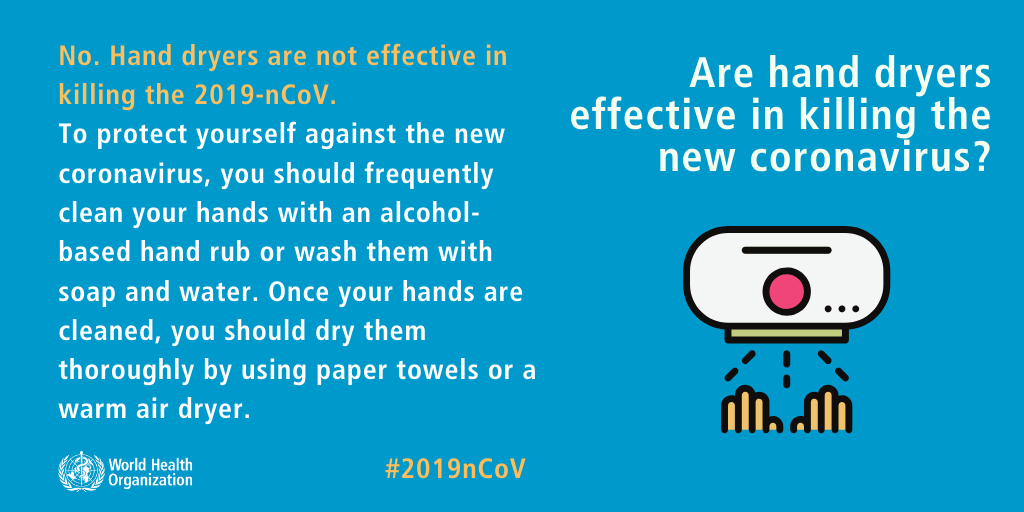 Are hand dryers
effective in killing the
new coronavirus?
No. Hand dryers are not effective in
killing the 2019-nCoV.
To protect yourself against the new
coronavirus, you should frequently
clean your hands with an alcohol-
based hand rub or wash them with
soap and water. Once your hands are
cleaned, you should dry them
thoroughly by using paper towels or a
warm air dryer.
World Health
Organization
#2019nCoV